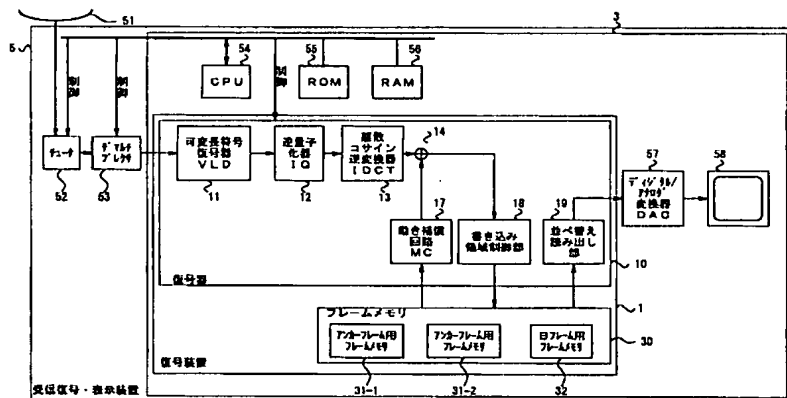 51
3
5
54
55
56
制御
制御
CPU
ROM
RAM
チューナ
デマルチ
プレクサ
52
53
可変長符号
復号器
VLD
11
逆量子
化器
IQ
12
離散
コサイン
逆変換器
IDCT
13
14
57
58
ディジタル/
アナログ
変換器
DAC
17
18
19
動き補償
回路
MC
書き込み
領域制御部
並べ替え
読み出し
部
復号器
10
1
フレームメモリ
アンカーフレーム用
フレームメモリ
アンカーフレーム用
フレームメモリ
Bフレーム用
フレームメモリ
30
復号装置
受信復号・表示装置
31-1
31-2
32